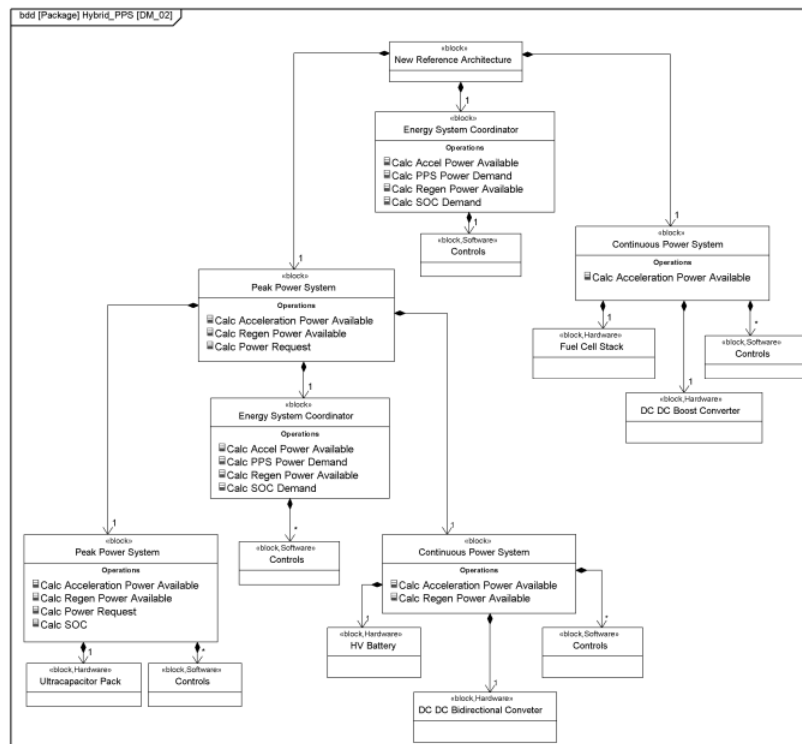 bdd [Package] Hybrid_PPS [DM_02]
«block»
New Reference Architecture
1
«block»
Energy System Coordinator
Operations
Calc Accel Power Available
Calc PPS Power Demand
Calc Regen Power Available
Calc SOC Demand
1
«block,Software»
Controls
1
«block»
Continuous Power System
Operations
Calc Acceleration Power Available
1
«block,Hardware»
Fuel Cell Stack
*
«block,Software»
Controls
1
«block,Hardware»
DC DC Boost Converter
1
«block»
Peak Power System
Operations
Calc Acceleration Power Available
Calc Regen Power Available
Calc Power Request
1
«block»
Energy System Coordinator
Operations
Calc Accel Power Available
Calc PPS Power Demand
Calc Regen Power Available
Calc SOC Demand
*
«block,Software»
Controls
1
«block»
Peak Power System
Operations
Calc Acceleration Power Available
Calc Regen Power Available
Calc Power Request
Calc SOC
1
«block,Hardware»
Ultracapacitor Pack
*
«block,Software»
Controls
1
«block»
Continuous Power System
Operations
Calc Acceleration Power Available
Calc Regen Power Available
1
«block,Hardware»
HV Battery
*
«block,Software»
Controls
1
«block,Hardware»
DC DC Bidirectional Conveter